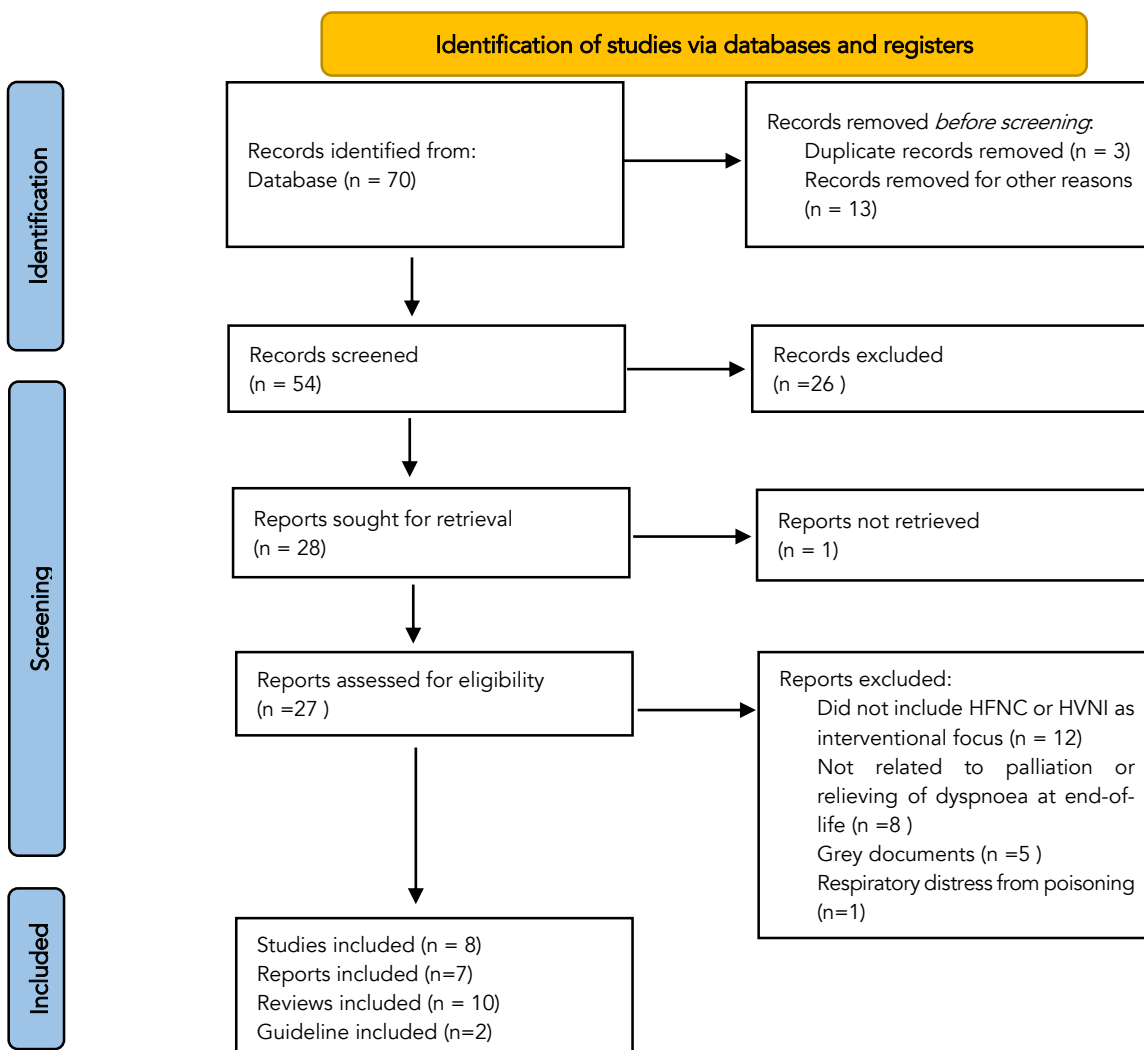 Identification of studies via databases and registers
Identification
Records identified from:
Database (n = 70)
Records removed before screening:
Duplicate records removed (n = 3)
Records removed for other reasons
(n = 13)
Screening
Records screened
(n = 54)
Records excluded
(n =26 )
Reports sought for retrieval
(n = 28)
Reports not retrieved
(n = 1)
Reports assessed for eligibility
(n =27 )
Reports excluded:
Did not include HFNC or HVNI as
interventional focus (n = 12)
Not related to palliation or
relieving of dyspnoea at end-of-
life (n =8 )
Grey documents (n =5 )
Respiratory distress from poisoning
(n=1)
Included
Studies included (n = 8)
Reports included (n=7)
Reviews included (n = 10)
Guideline included (n=2)